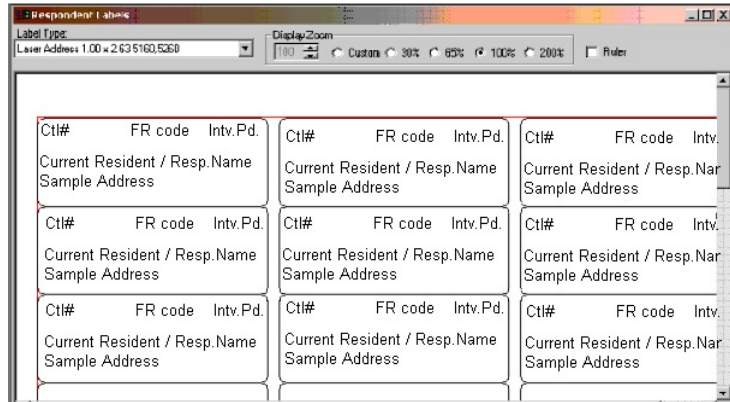 Respondent Labels
Label Type:
Laser Address 1.00 x 2.63 5160,5260
Display Zoom
100 Custom 30% 65% 100% 200% Ruler
Ctl# FR code Intv.Pd. Ctl# FR code Intv.Pd. Ctl# FR code Intv.
Current Resident / Resp.Name Current Resident / Resp.Name Current Resident / Resp.Nar
Sample Address Sample Address Sample Address
Ctl# FR code Intv.Pd. Ctl# FR code Intv.Pd. Ctl# FR code Intv.
Current Resident / Resp.Name Current Resident / Resp.Name Current Resident / Resp.Nar
Sample Address Sample Address Sample Address
Ctl# FR code Intv.Pd. Ctl# FR code Intv.Pd. Ctl# FR code Intv.
Current Resident / Resp.Name Current Resident / Resp.Name Current Resident / Resp.Nar
Sample Address Sample Address Sample Address